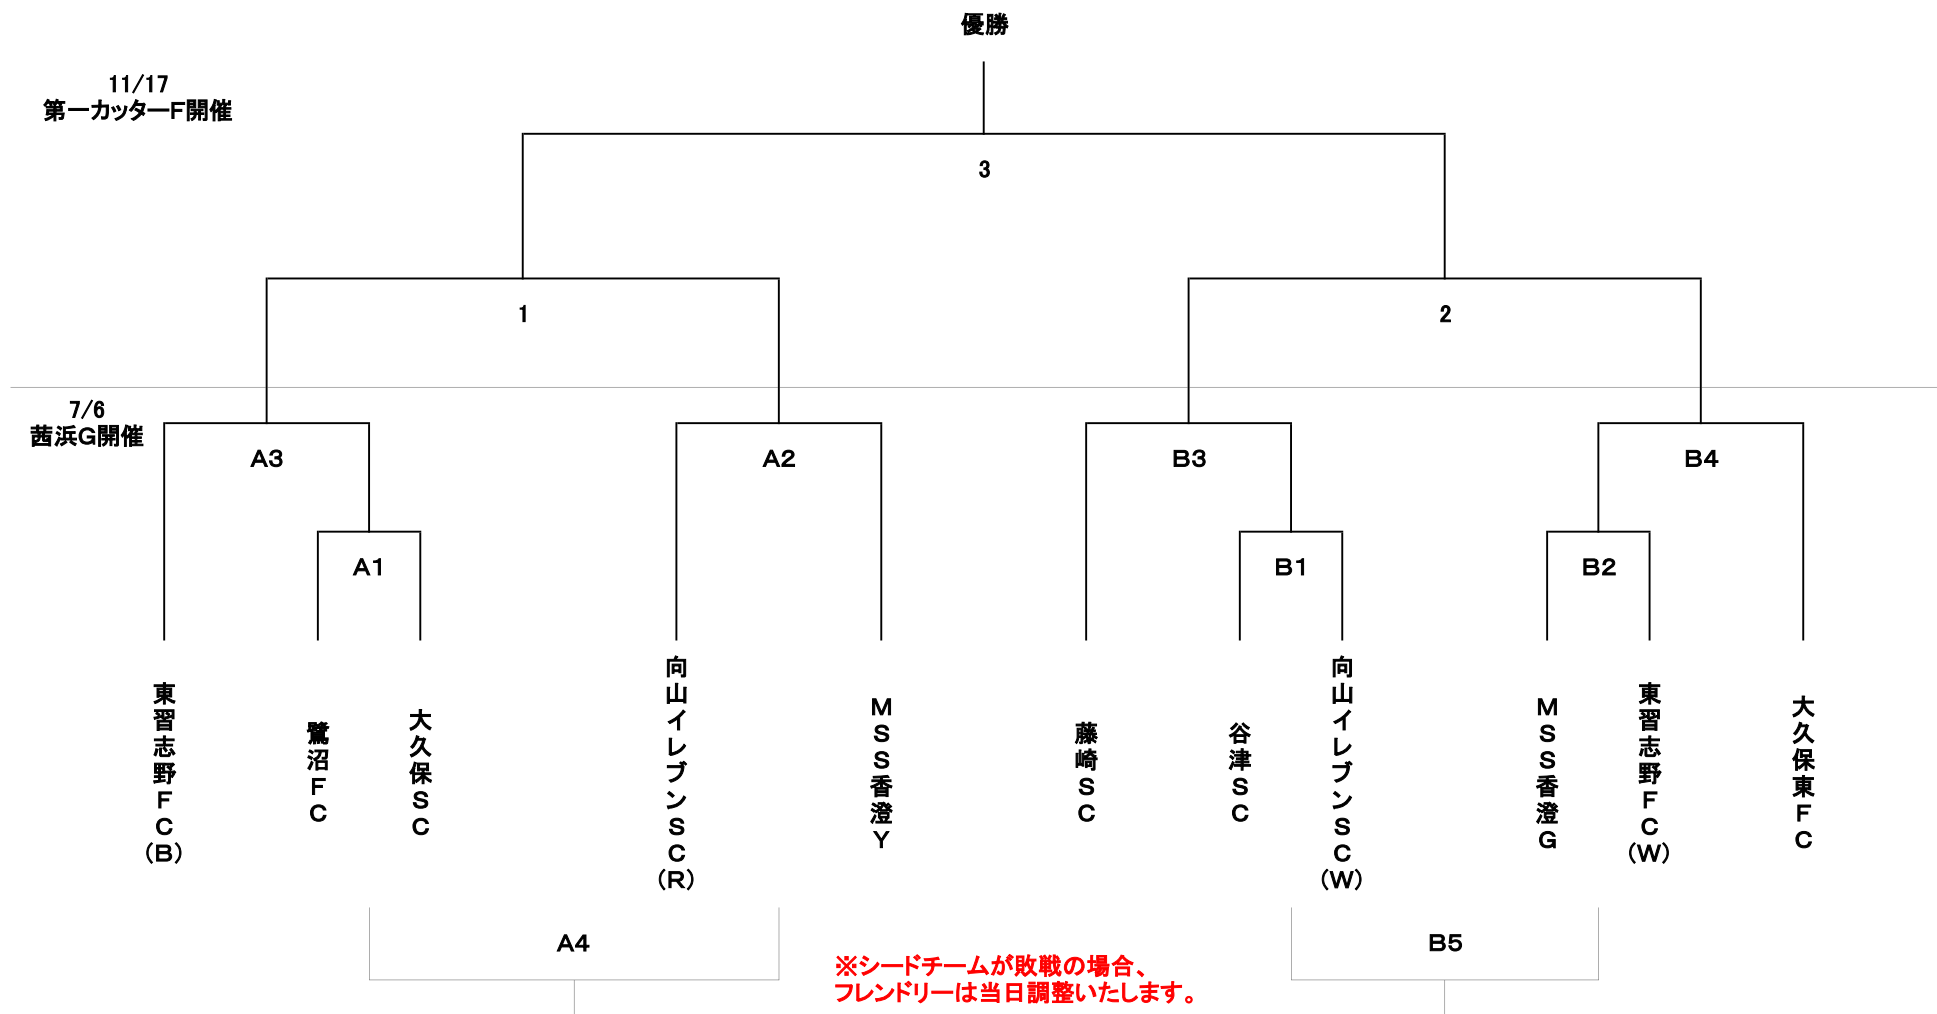 優勝
11/17
第一カッターF開催
3
1
2
7/6
茜浜G開催
A3
A2
B3
B4
A1
B1
B2
東習志野FC(B)
鷺沼FC
大久保SC
向山イレブンSC(R)
MSS香澄Y
藤崎SC
谷津SC
向山イレブンSC(W)
MSS香澄G
東習志野FC(W)
大久保東FC
A4
B5
※シードチームが敗戦の場合、
フレンドリーは当日調整いたします。